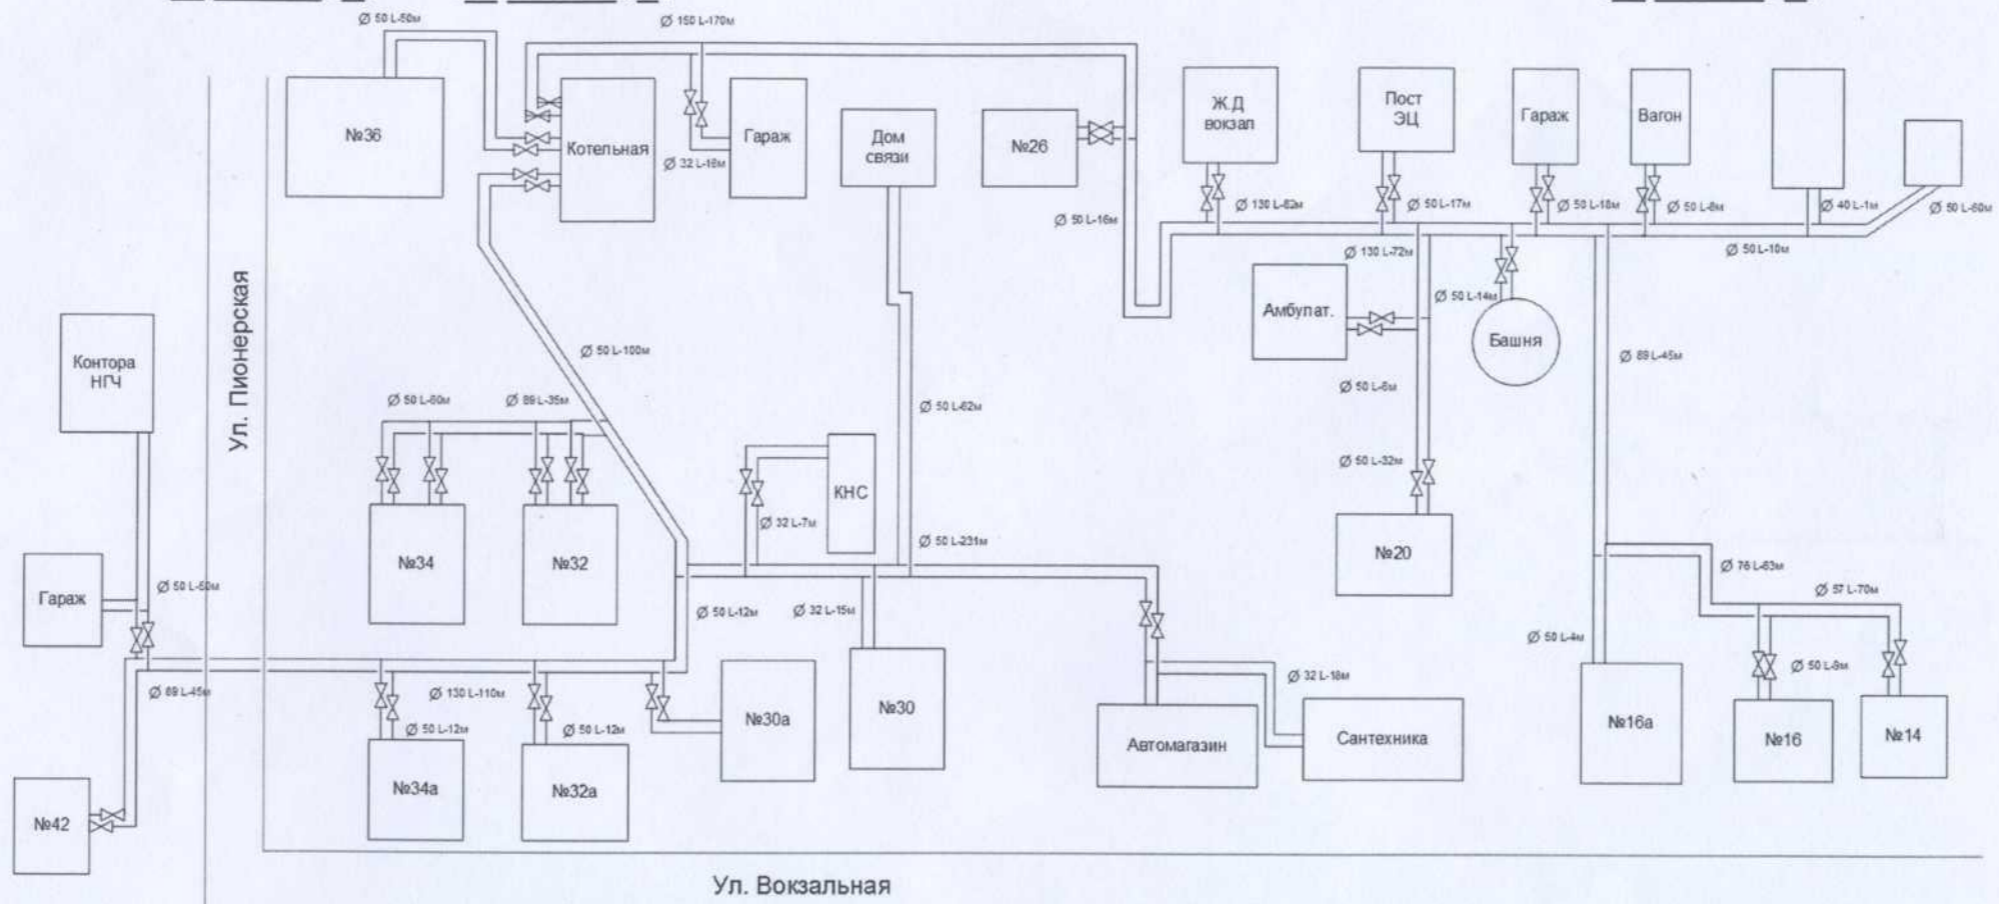 Ø 50 L-50м
Ø 150 L-170м
№36
Котельная
Ø 32 L-16м
Гараж
Дом
связи
№26
Ø 50 L-16м
Ж.Д
вокзал
Ø 130 L-82м
Пост
ЭЦ
Ø 50 L-17м
Гараж
Ø 50 L-18м
Вагон
Ø 50 L-8м
Ø 40 L-1м
Ø 50 L-60м
Ø 50 L-10м
Ø 130 L-72м
Амбулат.
Ø 50 L-14м
Башня
Ø 50 L-6м
Ø 89 L-45м
Ул. Пионерская
Контора
НГЧ
Ø 50 L-100м
Ø 50 L-60м
Ø 89 L-35м
Ø 50 L-62м
Ø 50 L-32м
КНС
Ø 32 L-7м
Ø 50 L-231м
№34
№32
№20
Гараж
Ø 50 L-50м
Ø 50 L-12м
Ø 32 L-15м
Ø 76 L-63м
Ø 57 L-70м
Ø 50 L-4м
Ø 50 L-9м
Ø 89 L-45м
Ø 130 L-110м
Ø 50 L-12м
Ø 50 L-12м
№30а
№30
Ø 32 L-18м
Автомагазин
Сантехника
№16а
№16
№14
№34а
№32а
№42
Ул. Вокзальная